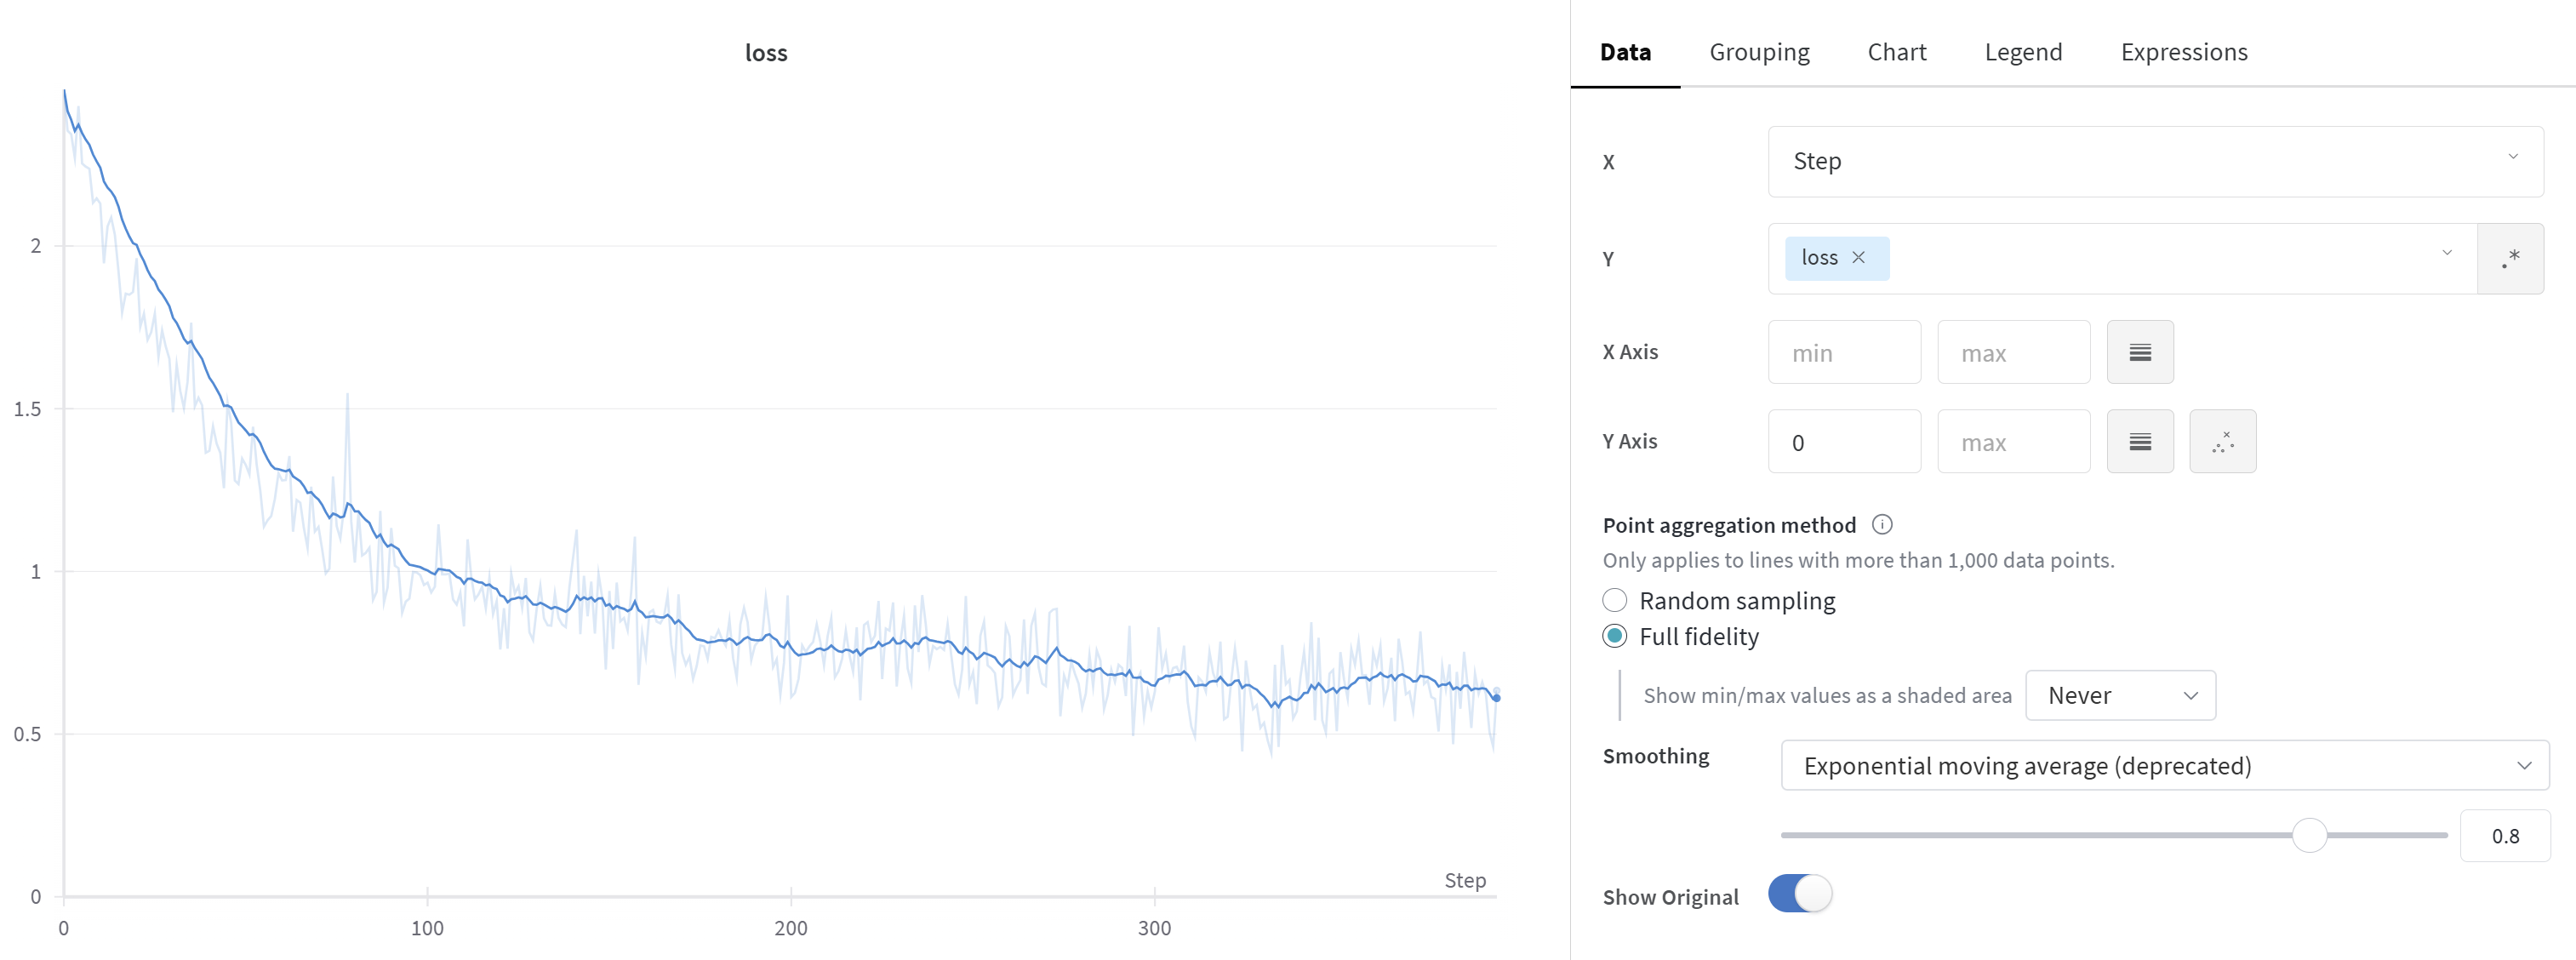 loss
2
1.5
1
0.5
0
0
100
200
300
Step
Data Grouping Chart Legend Expressions
X Step
Y loss × .*
X Axis min max
Y Axis 0 max
Point aggregation method i
Only applies to lines with more than 1,000 data points.
Random sampling
Full fidelity
Show min/max values as a shaded area Never
Smoothing Exponential moving average (deprecated)
0.8
Show Original